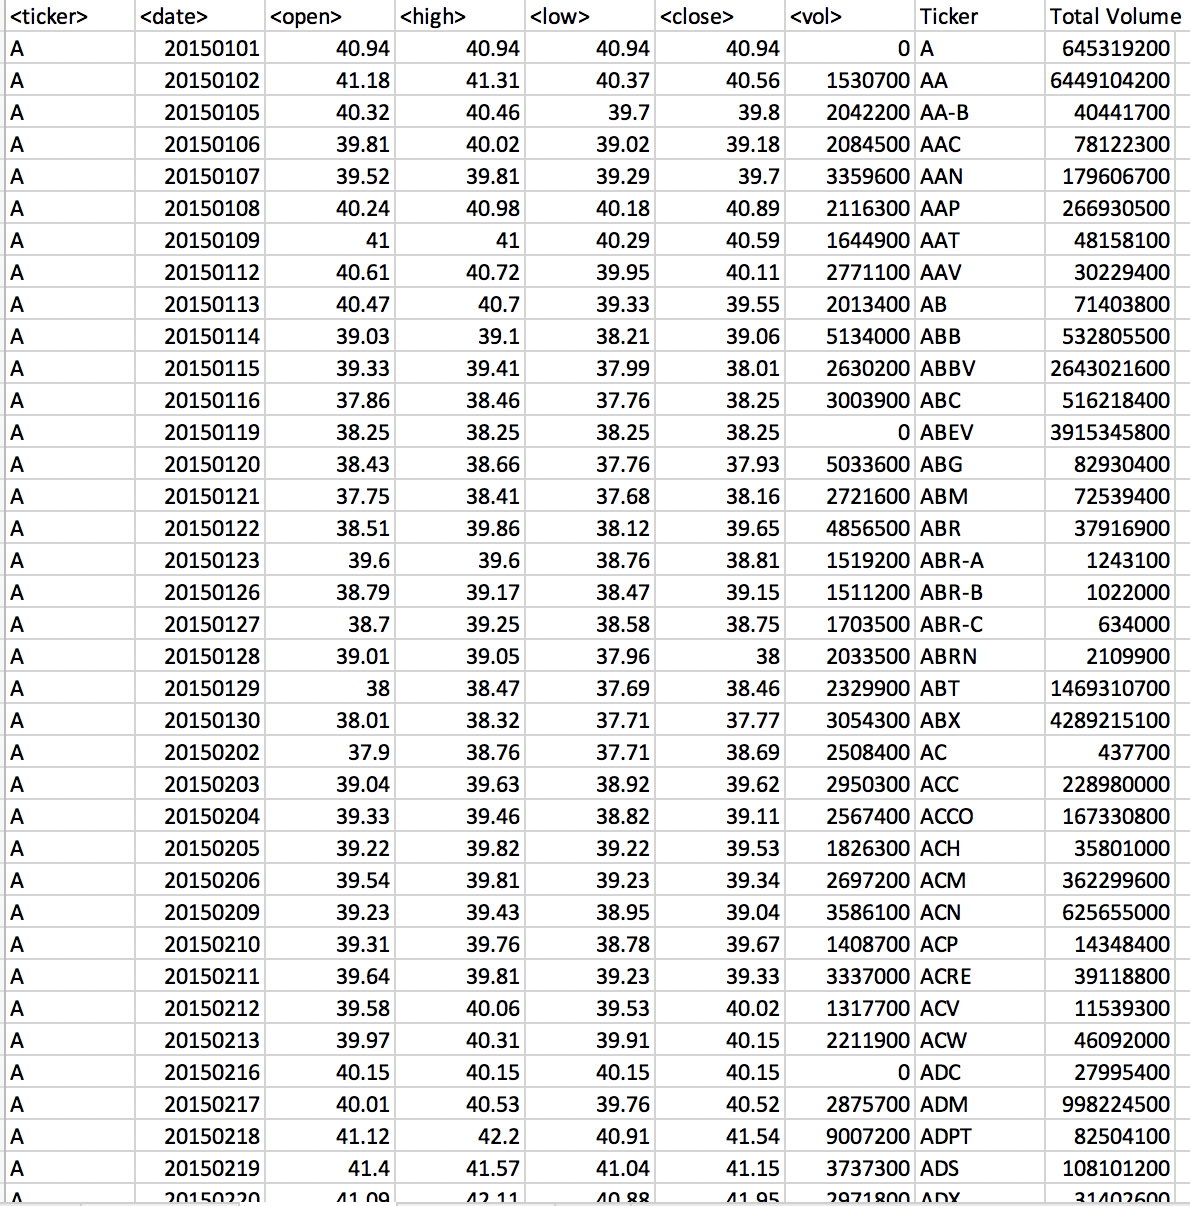 <ticker> <date> <open> <high> <low> <close> <vol> Ticker Total Volume
A 20150101 40.94 40.94 40.94 40.94 0 A 645319200
A 20150102 41.18 41.31 40.37 40.56 1530700 AA 6449104200
A 20150105 40.32 40.46 39.7 39.8 2042200 AA-B 40441700
A 20150106 39.81 40.02 39.02 39.18 2084500 AAC 78122300
A 20150107 39.52 39.81 39.29 39.7 3359600 AAN 179606700
A 20150108 40.24 40.98 40.18 40.89 2116300 AAP 266930500
A 20150109 41 41 40.29 40.59 1644900 AAT 48158100
A 20150112 40.61 40.72 39.95 40.11 2771100 AAV 30229400
A 20150113 40.47 40.7 39.33 39.55 2013400 AB 71403800
A 20150114 39.03 39.1 38.21 39.06 5134000 ABB 532805500
A 20150115 39.33 39.41 37.99 38.01 2630200 ABBV 2643021600
A 20150116 37.86 38.46 37.76 38.25 3003900 ABC 516218400
A 20150119 38.25 38.25 38.25 38.25 0 ABEV 3915345800
A 20150120 38.43 38.66 37.76 37.93 5033600 ABG 82930400
A 20150121 37.75 38.41 37.68 38.16 2721600 ABM 72539400
A 20150122 38.51 39.86 38.12 39.65 4856500 ABR 37916900
A 20150123 39.6 39.6 38.76 38.81 1519200 ABR-A 1243100
A 20150126 38.79 39.17 38.47 39.15 1511200 ABR-B 1022000
A 20150127 38.7 39.25 38.58 38.75 1703500 ABR-C 634000
A 20150128 39.01 39.05 37.96 38 2033500 ABRN 2109900
A 20150129 38 38.47 37.69 38.46 2329900 ABT 1469310700
A 20150130 38.01 38.32 37.71 37.77 3054300 ABX 4289215100
A 20150202 37.9 38.76 37.71 38.69 2508400 AC 437700
A 20150203 39.04 39.63 38.92 39.62 2950300 ACC 228980000
A 20150204 39.33 39.46 38.82 39.11 2567400 ACCO 167330800
A 20150205 39.22 39.82 39.22 39.53 1826300 ACH 35801000
A 20150206 39.54 39.81 39.23 39.34 2697200 ACM 362299600
A 20150209 39.23 39.43 38.95 39.04 3586100 ACN 625655000
A 20150210 39.31 39.76 38.78 39.67 1408700 ACP 14348400
A 20150211 39.64 39.81 39.23 39.33 3337000 ACRE 39118800
A 20150212 39.58 40.06 39.53 40.02 1317700 ACV 11539300
A 20150213 39.97 40.31 39.91 40.15 2211900 ACW 46092000
A 20150216 40.15 40.15 40.15 40.15 0 ADC 27995400
A 20150217 40.01 40.53 39.76 40.52 2875700 ADM 998224500
A 20150218 41.12 42.2 40.91 41.54 9007200 ADPT 82504100
A 20150219 41.4 41.57 41.04 41.15 3737300 ADS 108101200
A 20150220 41.09 42.11 40.88 41.95 2971800 ADX 31402600